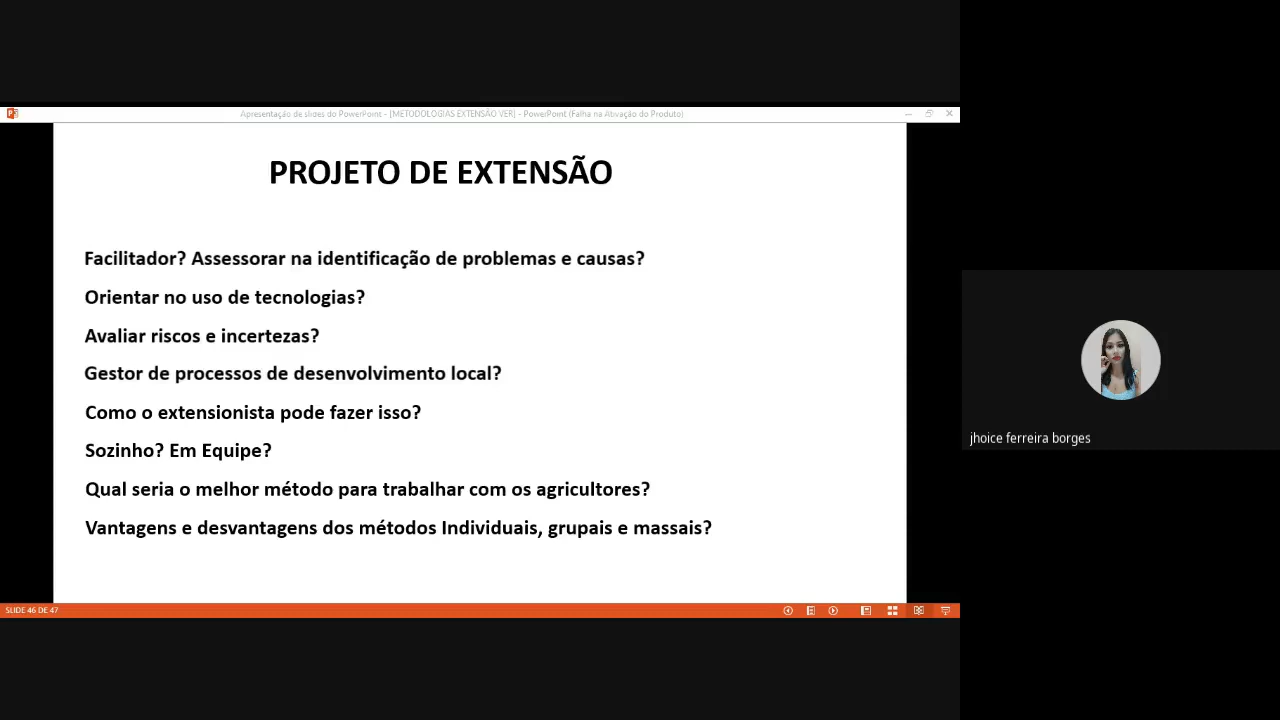 Apresentação de slides do PowerPoint - [METODOLOGIAS EXTENSÃO VER] - PowerPoint (Falha na Ativação do Produto)
PROJETO DE EXTENSÃO
Facilitador? Assessorar na identificação de problemas e causas?
Orientar no uso de tecnologias?
Avaliar riscos e incertezas?
Gestor de processos de desenvolvimento local?
Como o extensionista pode fazer isso?
Sozinho? Em Equipe?
Qual seria o melhor método para trabalhar com os agricultores?
Vantagens e desvantagens dos métodos Individuais, grupais e massais?
jhoice ferreira borges
SLIDE 46 DE 47